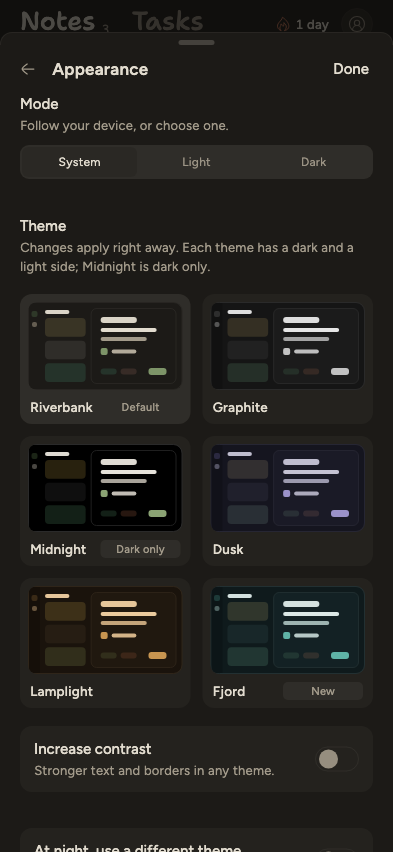 Notes 3 Tasks 1 day
Appearance Done
Mode
Follow your device, or choose one.
System Light Dark
Theme
Changes apply right away. Each theme has a dark and a
light side; Midnight is dark only.
Riverbank Default Graphite
Midnight Dark only Dusk
Lamplight Fjord New
Increase contrast
Stronger text and borders in any theme.
At night, use a different theme